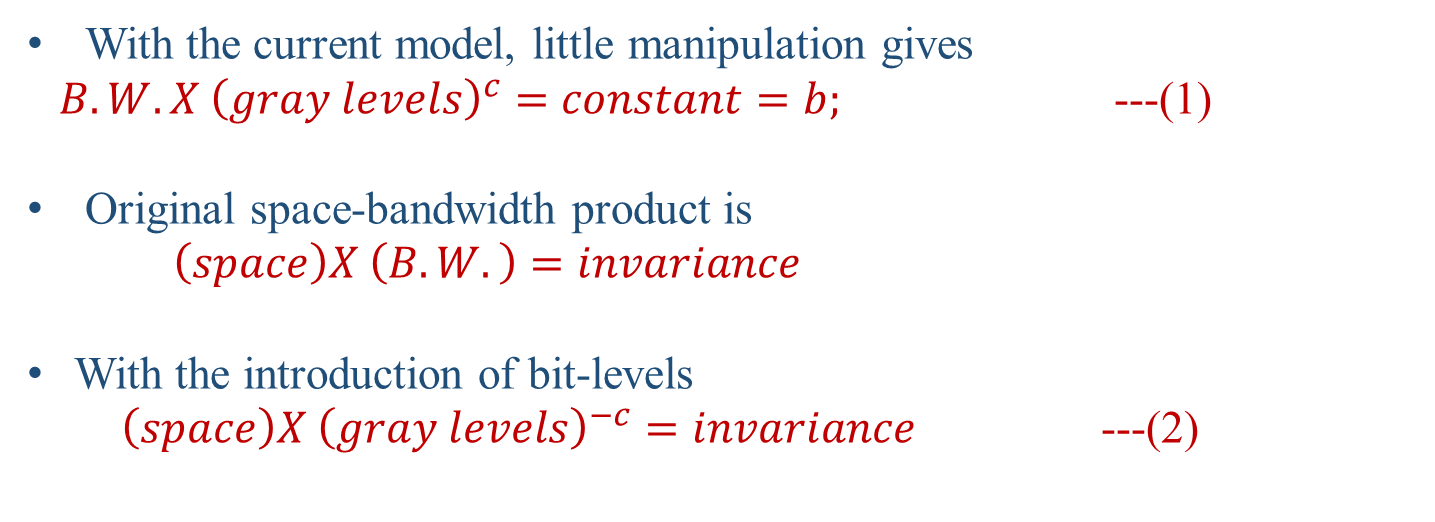 • With the current model, little manipulation gives
B.W.X (gray levels)^c = constant = b; ---(1)
• Original space-bandwidth product is
(space)X (B.W.) = invariance
• With the introduction of bit-levels
(space)X (gray levels)^−c = invariance ---(2)